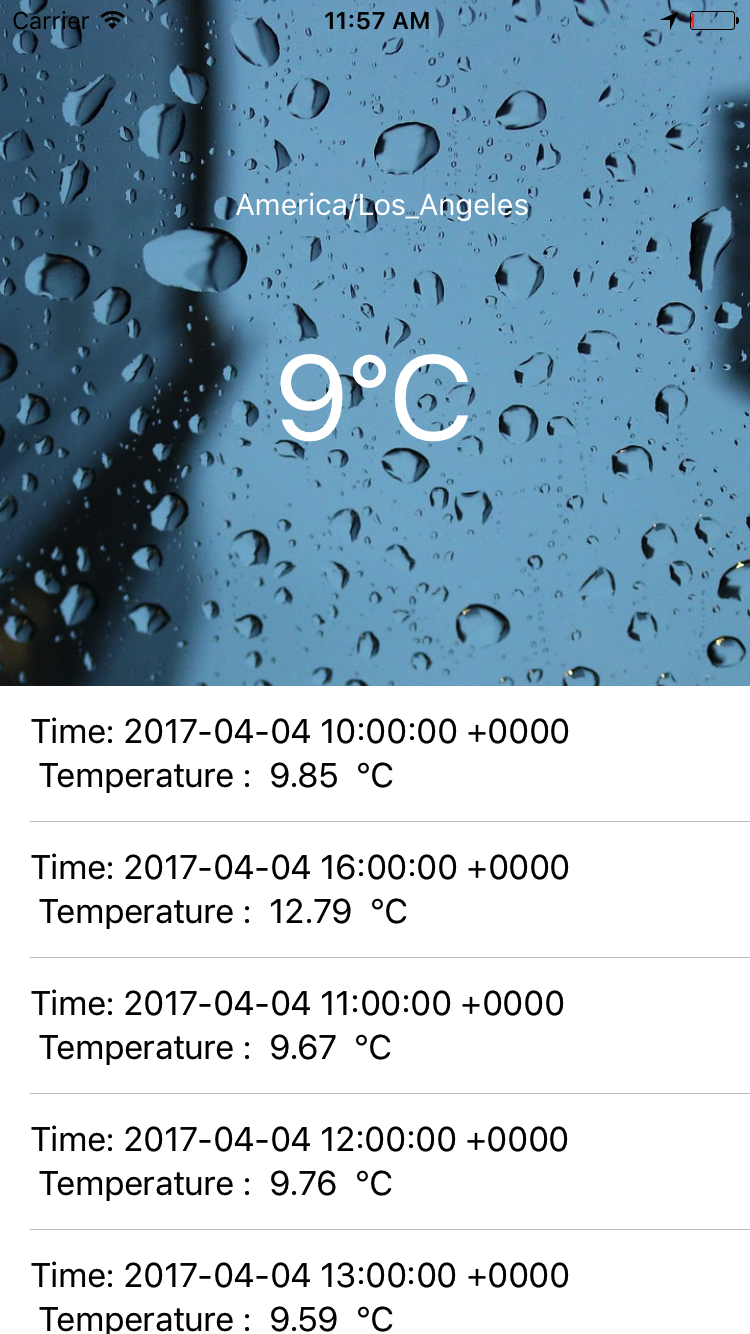 Carrier 11:57 AM
America/Los_Angeles
9°C
Time: 2017-04-04 10:00:00 +0000
Temperature : 9.85 °C
Time: 2017-04-04 16:00:00 +0000
Temperature : 12.79 °C
Time: 2017-04-04 11:00:00 +0000
Temperature : 9.67 °C
Time: 2017-04-04 12:00:00 +0000
Temperature : 9.76 °C
Time: 2017-04-04 13:00:00 +0000
Temperature : 9.59 °C